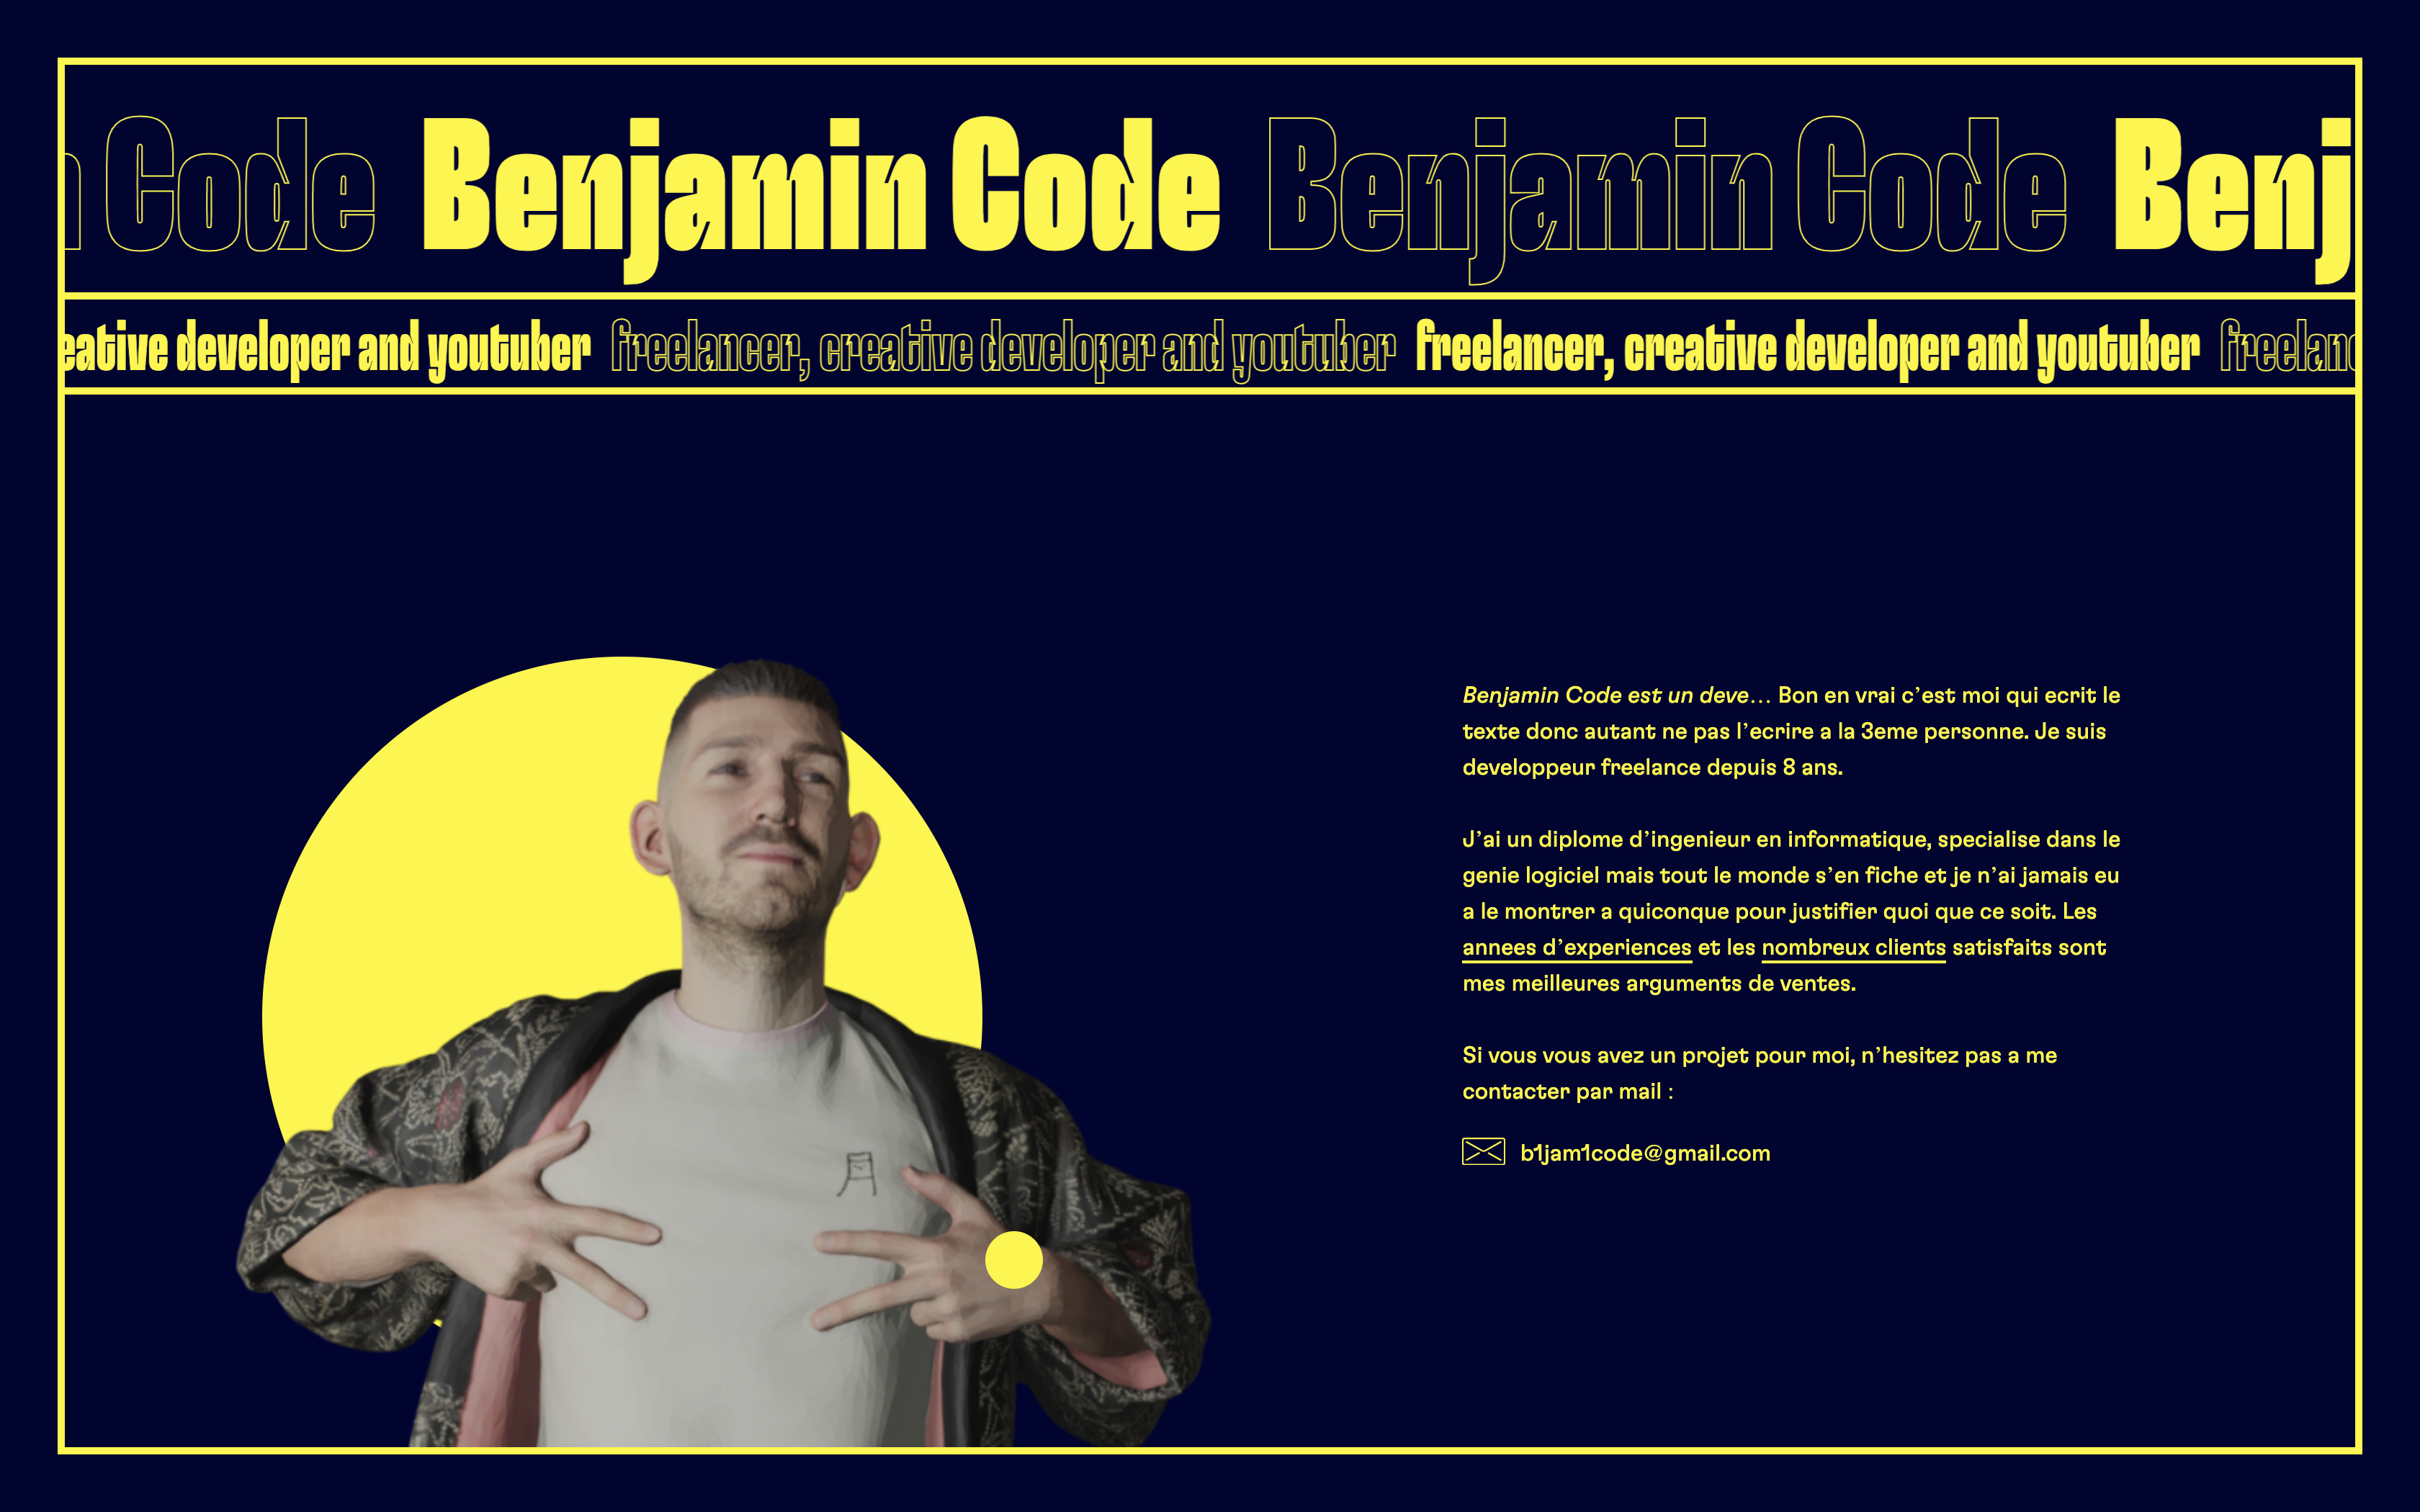 n Code Benjamin Code Benjamin Code Benj
eative developer and youtuber freelancer, creative developer and youtuber freelancer, creative developer and youtuber freelanc
Benjamin Code est un deve… Bon en vrai c’est moi qui ecrit le
texte donc autant ne pas l’ecrire a la 3eme personne. Je suis
developpeur freelance depuis 8 ans.
J’ai un diplome d’ingenieur en informatique, specialise dans le
genie logiciel mais tout le monde s’en fiche et je n’ai jamais eu
a le montrer a quiconque pour justifier quoi que ce soit. Les
annees d’experiences et les nombreux clients satisfaits sont
mes meilleures arguments de ventes.
Si vous vous avez un projet pour moi, n’hesitez pas a me
contacter par mail :
b1jam1code@gmail.com